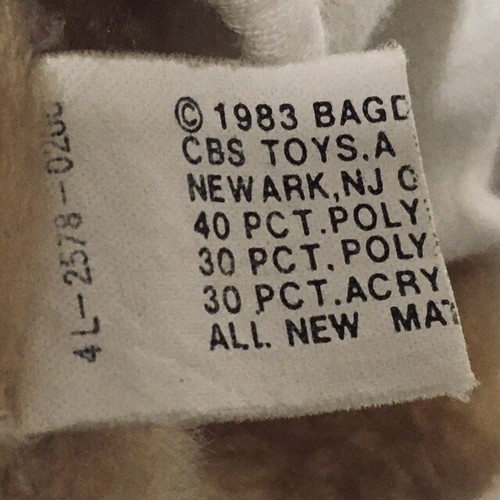 © 1983 BAGD
CBS TOYS.A
NEWARK,NJ
40 PCT.POLY
30 PCT.POLY
30 PCT.ACRY
ALL NEW MAT
4L-2578-020